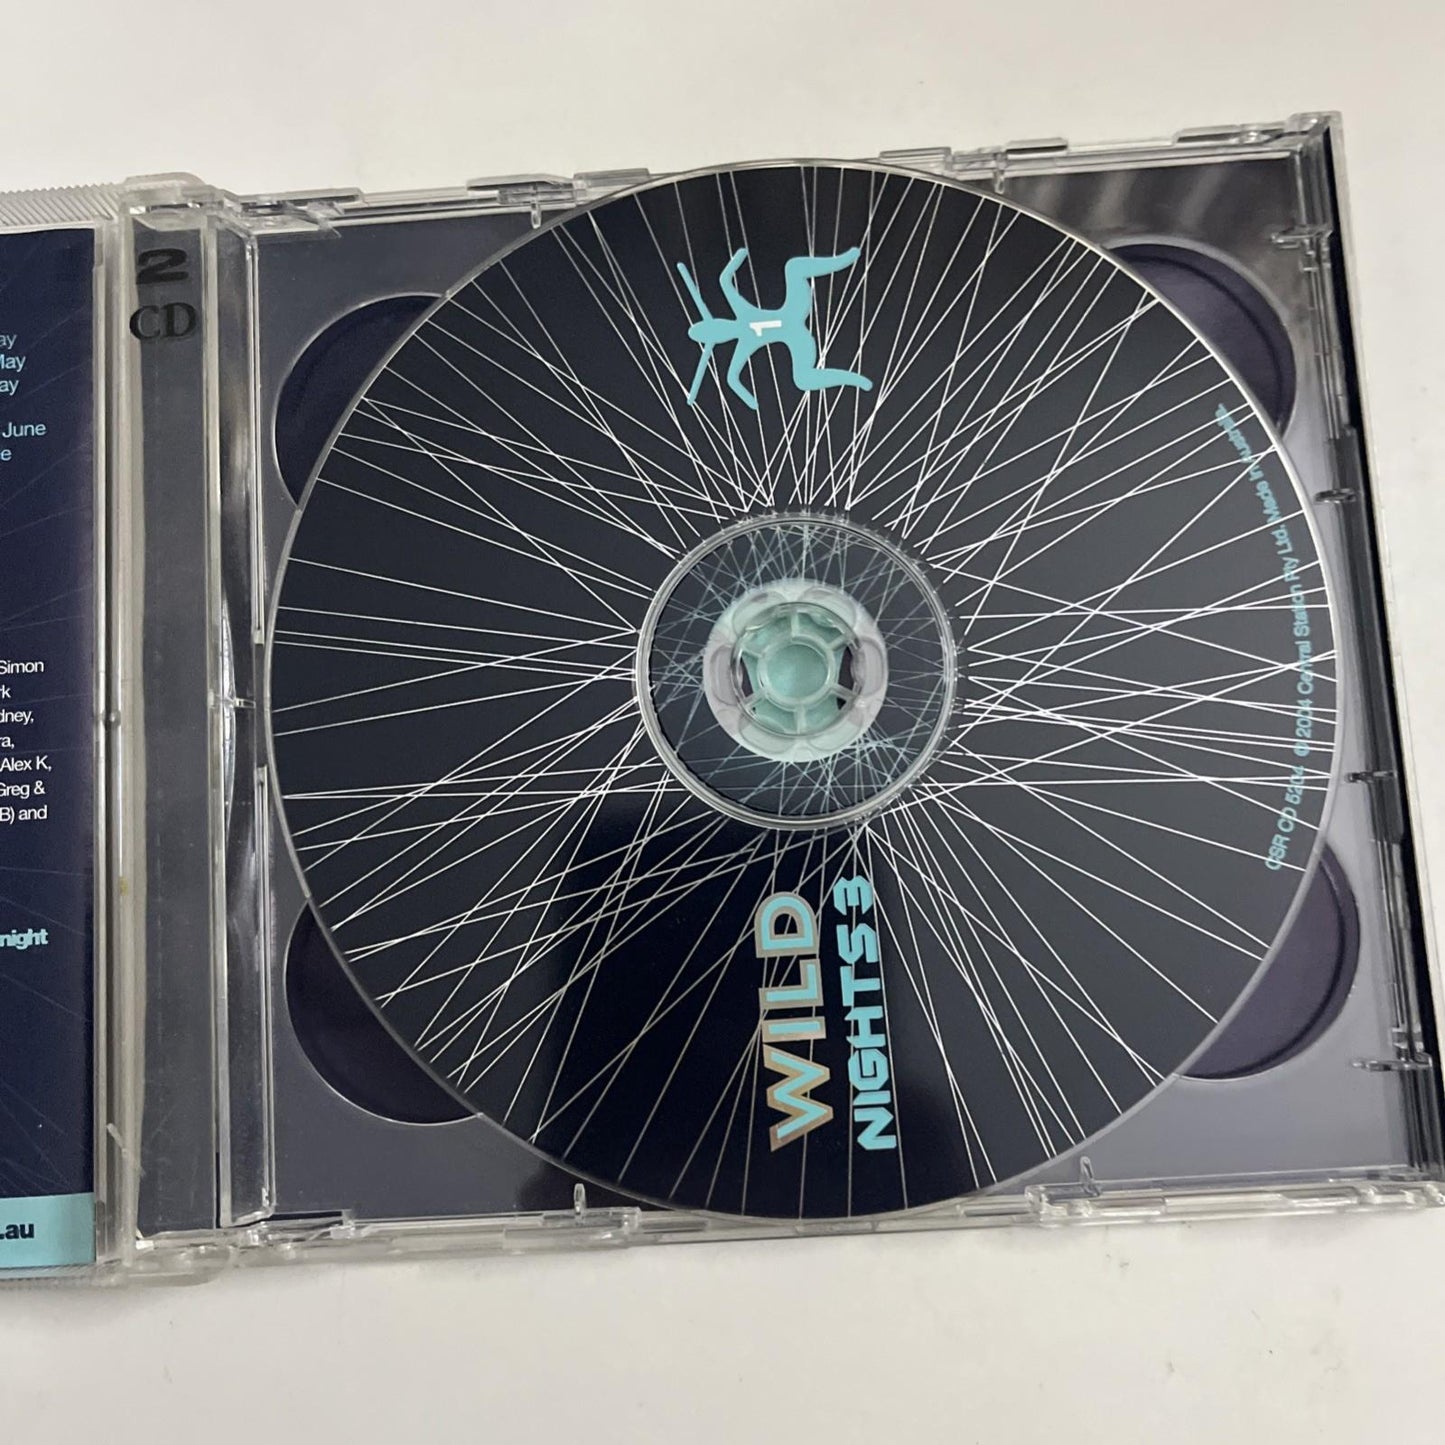 ay
May
ay
June
e
Simon
rk
dney,
ra,
Alex K,
Greg &
B) and
night
.au
2
CD
1
WILD
NIGHTS 3
CSR CD 5204 © 2004 Central Station Pty Ltd. Made In Australia.